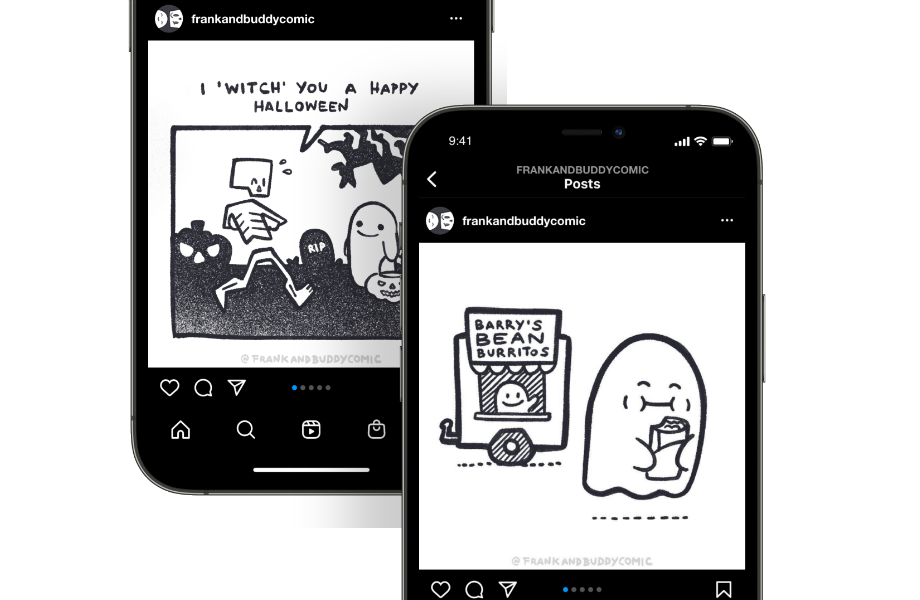 frankandbuddycomic
I 'WITCH' YOU A HAPPY
HALLOWEEN
RIP
@FRANKANDBUDDYCOMIC
9:41
FRANKANDBUDDYCOMIC
Posts
frankandbuddycomic
BARRY'S
BEAN
BURRITOS
@FRANKANDBUDDYCOMIC